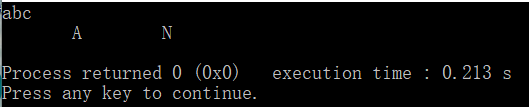 abc
A N
Process returned 0 (0x0) execution time : 0.213 s
Press any key to continue.